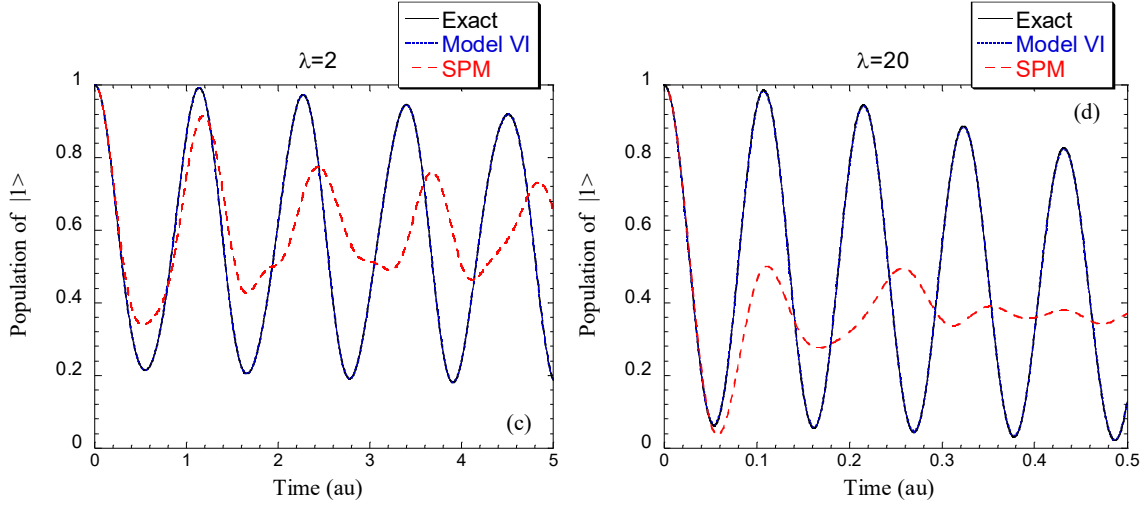 Exact
Model VI
SPM
λ=2
1
0.8
0.6
0.4
0.2
0
Population of |1>
(c)
0 1 2 3 4 5
Time (au)
Exact
Model VI
SPM
λ=20
1
0.8
0.6
0.4
0.2
0
Population of |1>
(d)
0 0.1 0.2 0.3 0.4 0.5
Time (au)